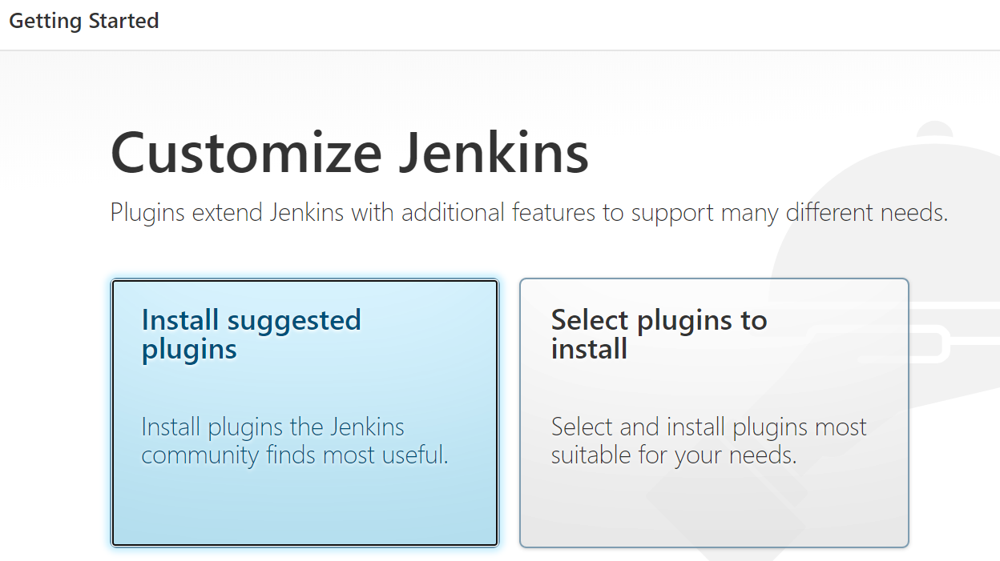 Getting Started
Customize Jenkins
Plugins extend Jenkins with additional features to support many different needs.
Install suggested
plugins
Install plugins the Jenkins
community finds most useful.
Select plugins to
install
Select and install plugins most
suitable for your needs.